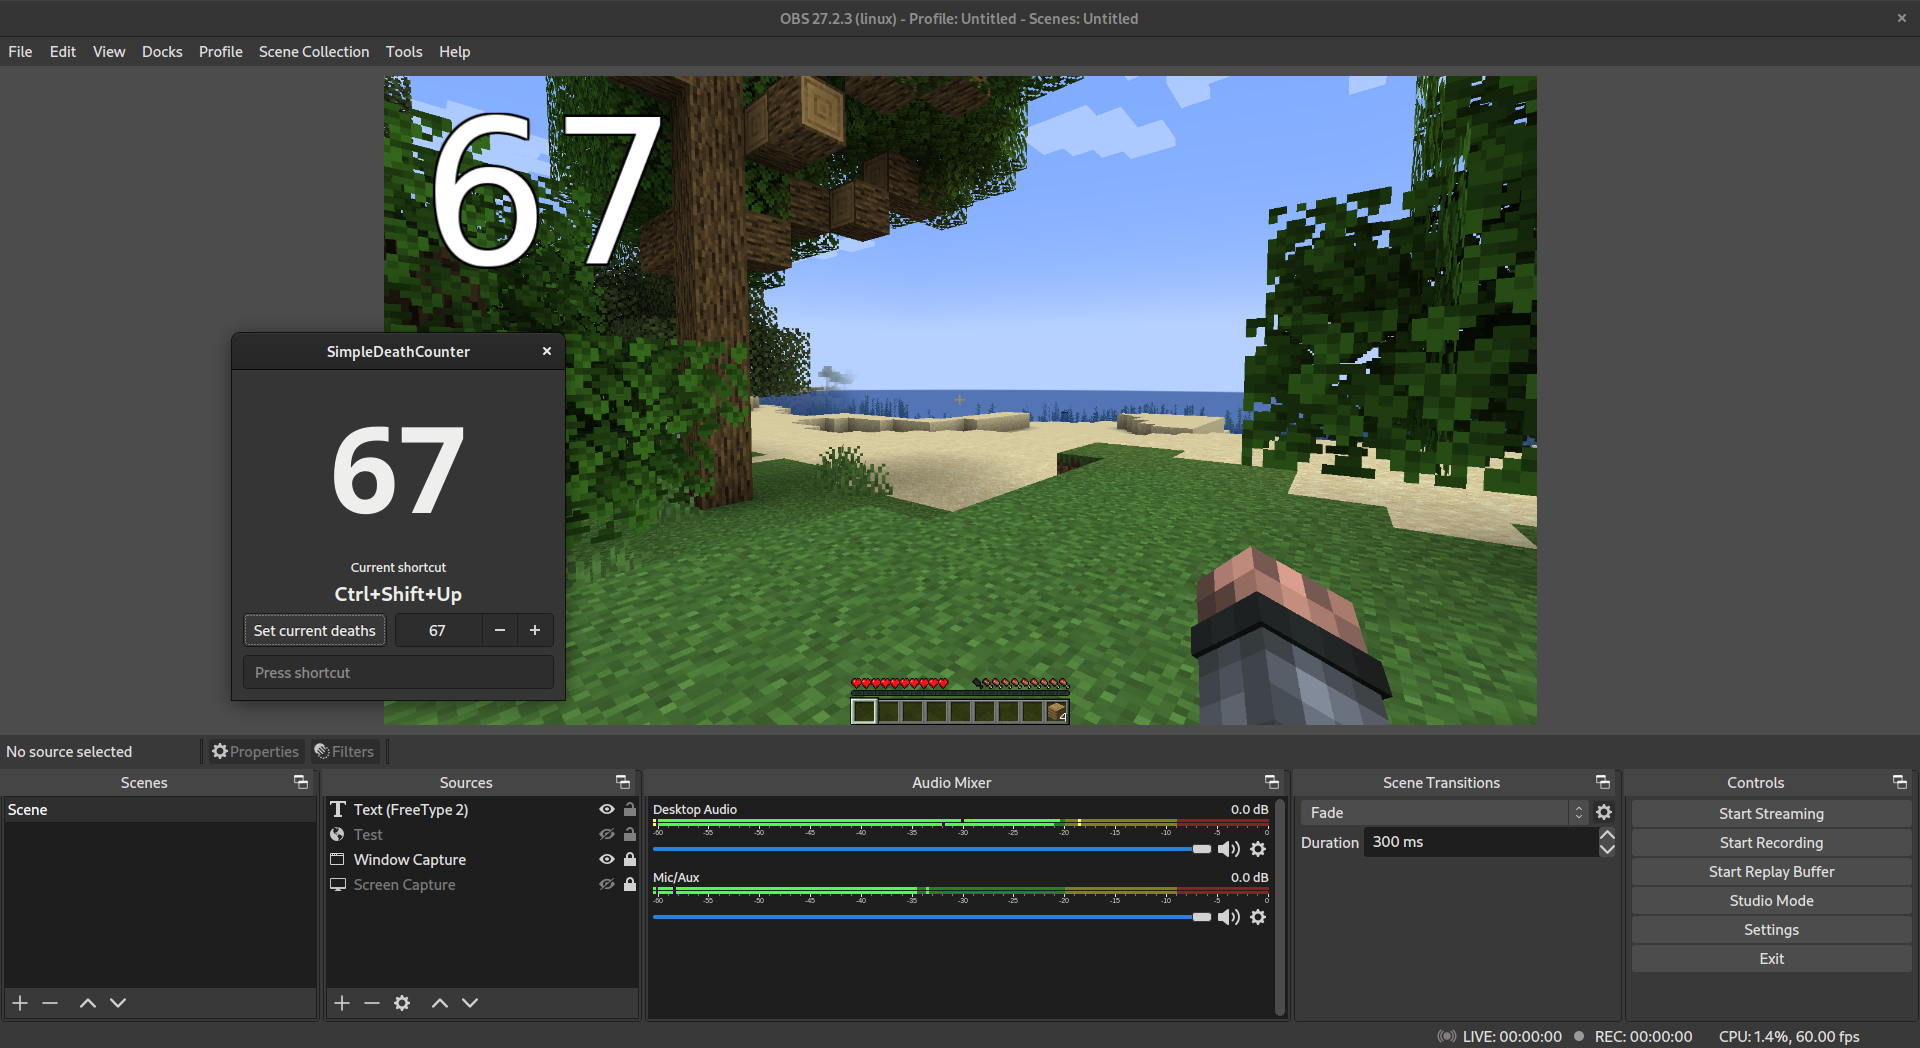 OBS 27.2.3 (linux) - Profile: Untitled - Scenes: Untitled
File Edit View Docks Profile Scene Collection Tools Help
67
SimpleDeathCounter
67
Current shortcut
Ctrl+Shift+Up
Set current deaths 67
Press shortcut
4
No source selected Properties Filters
Scenes
Scene
Sources
Text (FreeType 2)
Test
Window Capture
Screen Capture
Audio Mixer
Desktop Audio 0.0 dB
-60 -55 -50 -45 -40 -35 -30 -25 -20 -15 -10 -5 0
Mic/Aux 0.0 dB
-60 -55 -50 -45 -40 -35 -30 -25 -20 -15 -10 -5 0
Scene Transitions
Fade
Duration 300 ms
Controls
Start Streaming
Start Recording
Start Replay Buffer
Studio Mode
Settings
Exit
LIVE: 00:00:00 REC: 00:00:00 CPU: 1.4%, 60.00 fps